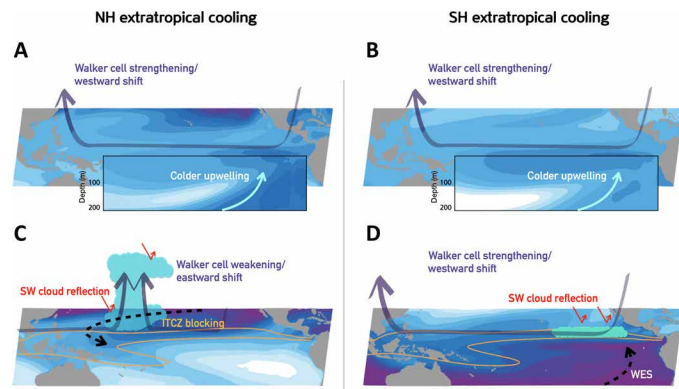 NH extratropical cooling
SH extratropical cooling
A
Walker cell strengthening/
westward shift
Depth (m)
100
200
Colder upwelling
B
Walker cell strengthening/
westward shift
Depth (m)
100
200
Colder upwelling
C
Walker cell weakening/
eastward shift
SW cloud reflection
ITCZ blocking
D
Walker cell strengthening/
westward shift
SW cloud reflection
WES